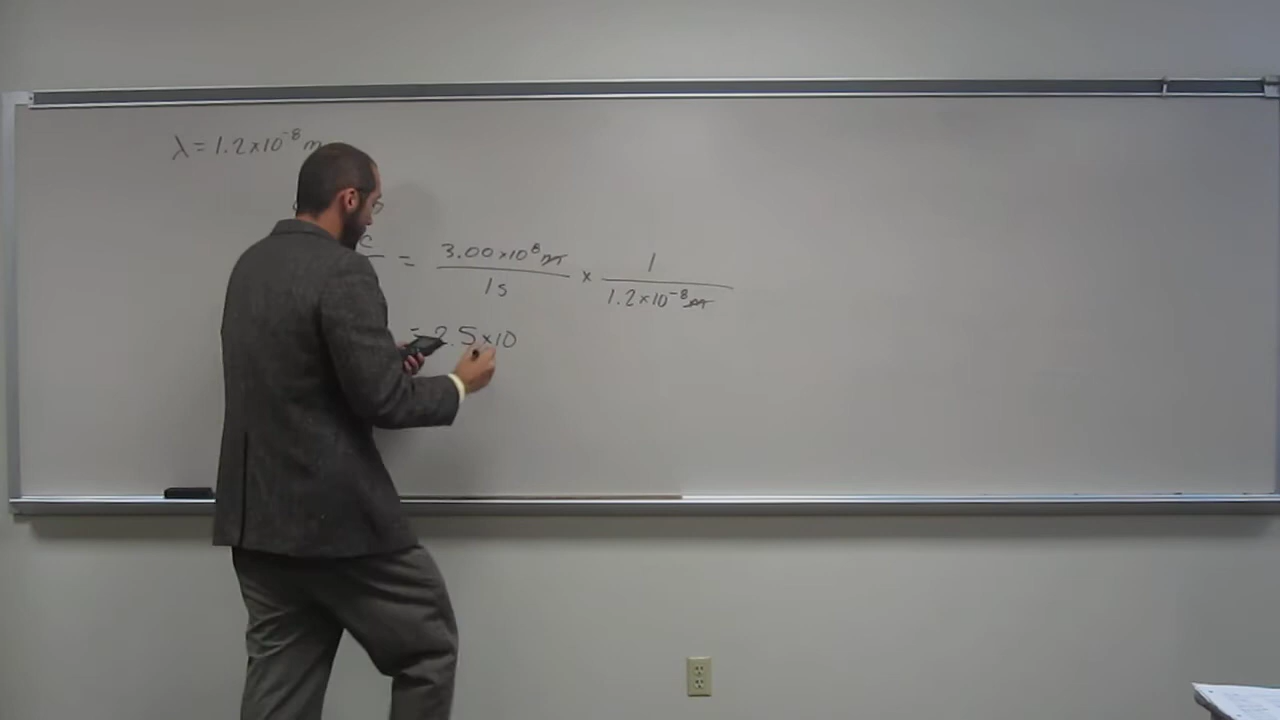 λ = 1.2×10⁻⁸ m
c = 3.00×10⁸ m / 1s × 1 / 1.2×10⁻⁸ m
= 2.5×10